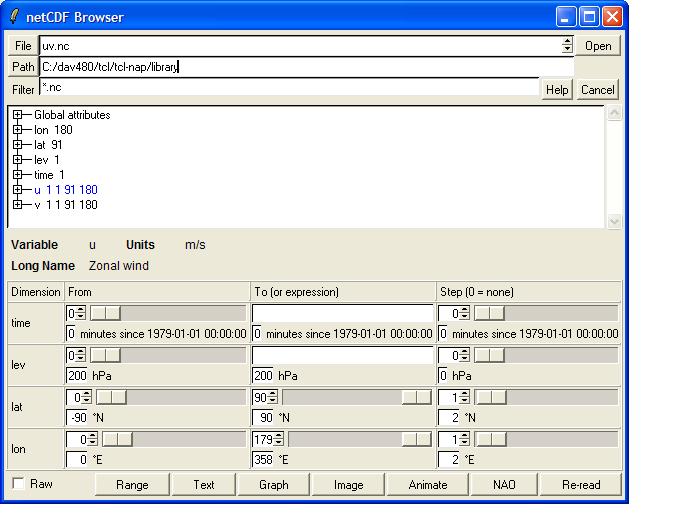 netCDF Browser
File uv.nc Open
Path C:/dav480/tcl/tcl-nap/library
Filter *.nc Help Cancel
Global attributes
lon 180
lat 91
lev 1
time 1
u 1 1 91 180
v 1 1 91 180
Variable u Units m/s
Long Name Zonal wind
Dimension From To (or expression) Step (0 = none)
time 0 0
0 minutes since 1979-01-01 00:00:00 0 minutes since 1979-01-01 00:00:00 0 minutes since 1979-01-01 00:00:00
lev 0 0
200 hPa 200 hPa 0 hPa
lat 0 90 1
-90 °N 90 °N 2 °N
lon 0 179 1
0 °E 358 °E 2 °E
Raw Range Text Graph Image Animate NAO Re-read